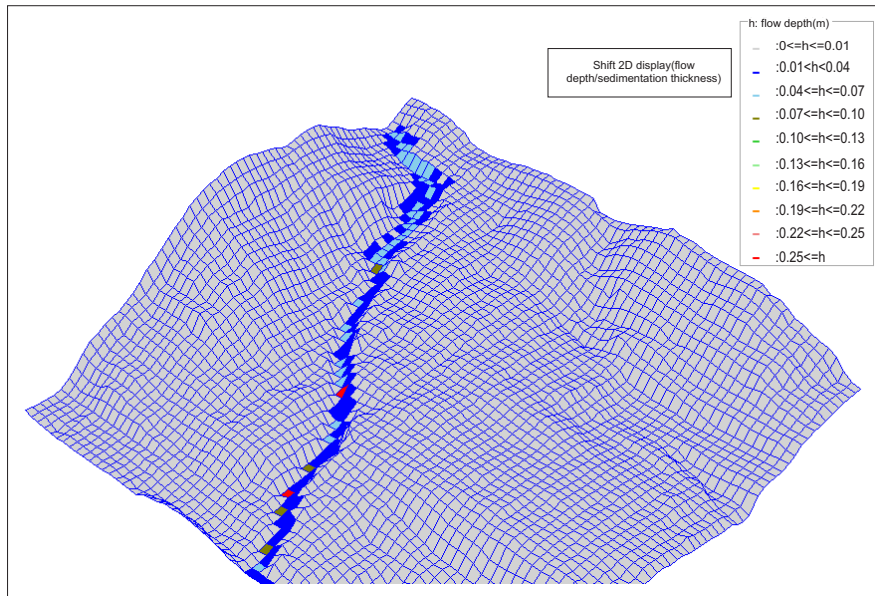 h: flow depth(m)
:0<=h<=0.01
:0.01<h<0.04
:0.04<=h<=0.07
:0.07<=h<=0.10
:0.10<=h<=0.13
:0.13<=h<=0.16
:0.16<=h<=0.19
:0.19<=h<=0.22
:0.22<=h<=0.25
:0.25<=h
Shift 2D display(flow
depth/sedimentation thickness)